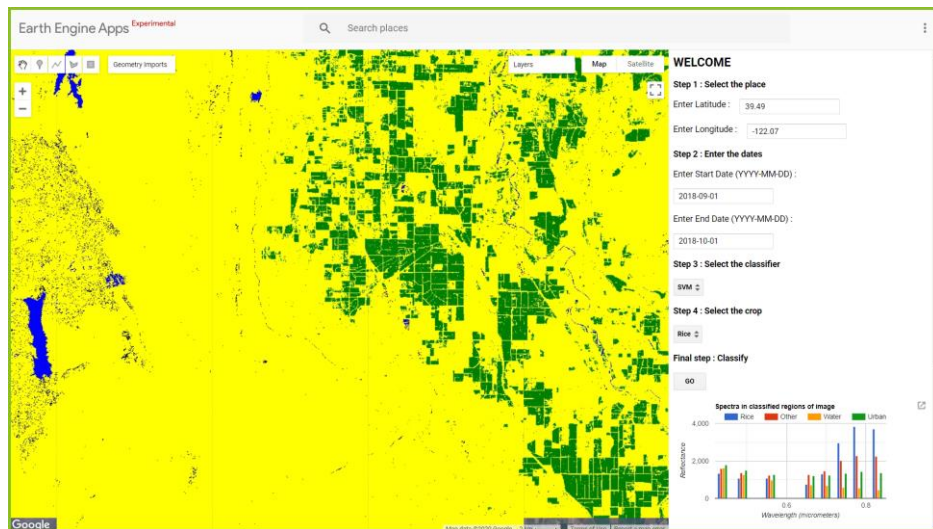 Earth Engine Apps Experimental
Search places
Geometry Imports
Layers
Map
Satellite
+
−
Google
WELCOME
Step 1 : Select the place
Enter Latitude : 39.49
Enter Longitude : -122.07
Step 2 : Enter the dates
Enter Start Date (YYYY-MM-DD) :
2018-09-01
Enter End Date (YYYY-MM-DD) :
2018-10-01
Step 3 : Select the classifier
SVM
Step 4 : Select the crop
Rice
Final step : Classify
GO
Spectra in classified regions of image
Rice Other Water Urban
4,000
2,000
0
Reflectance
0.6 0.8
Wavelength (micrometers)